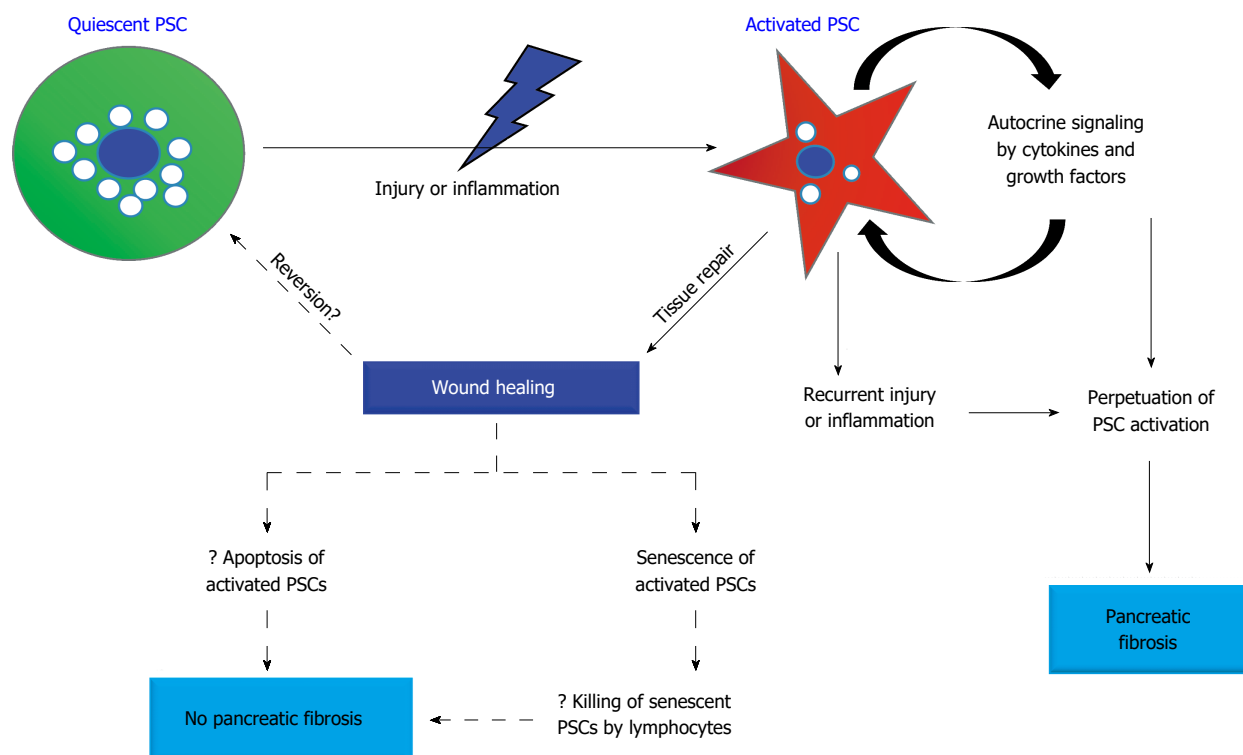 Quiescent PSC
Activated PSC
Injury or inflammation
Autocrine signaling
by cytokines and
growth factors
Reversion?
Tissue repair
Wound healing
Recurrent injury
or inflammation
Perpetuation of
PSC activation
? Apoptosis of
activated PSCs
Senescence of
activated PSCs
Pancreatic
fibrosis
No pancreatic fibrosis
? Killing of senescent
PSCs by lymphocytes